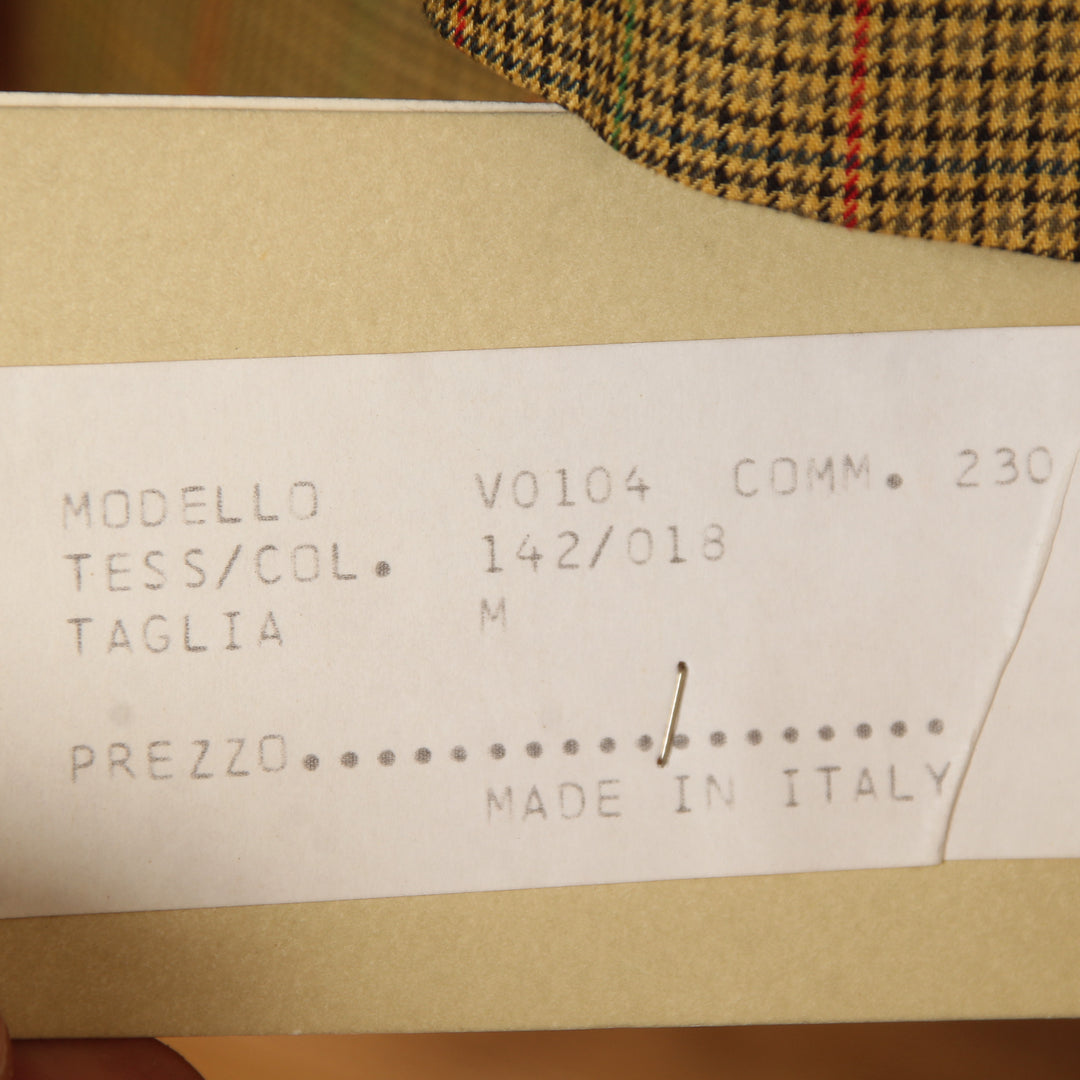 MODELLO V0104 COMM. 230
TESS/COL. 142/018
TAGLIA M
PREZZO..................
MADE IN ITALY